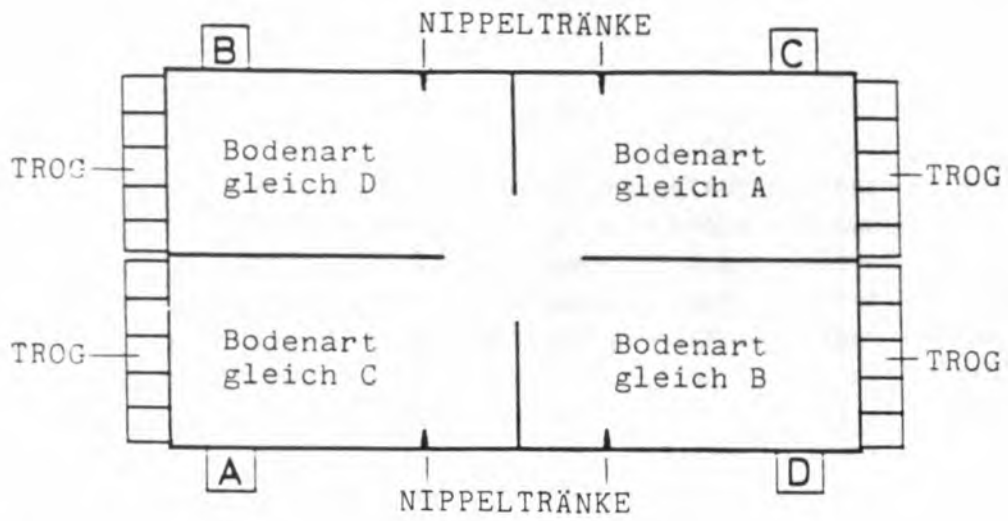 NIPPELTRÄNKE
B
C
Bodenart
gleich D
Bodenart
gleich A
TROG
TROG
Bodenart
gleich C
Bodenart
gleich B
TROG
TROG
A
D
NIPPELTRÄNKE